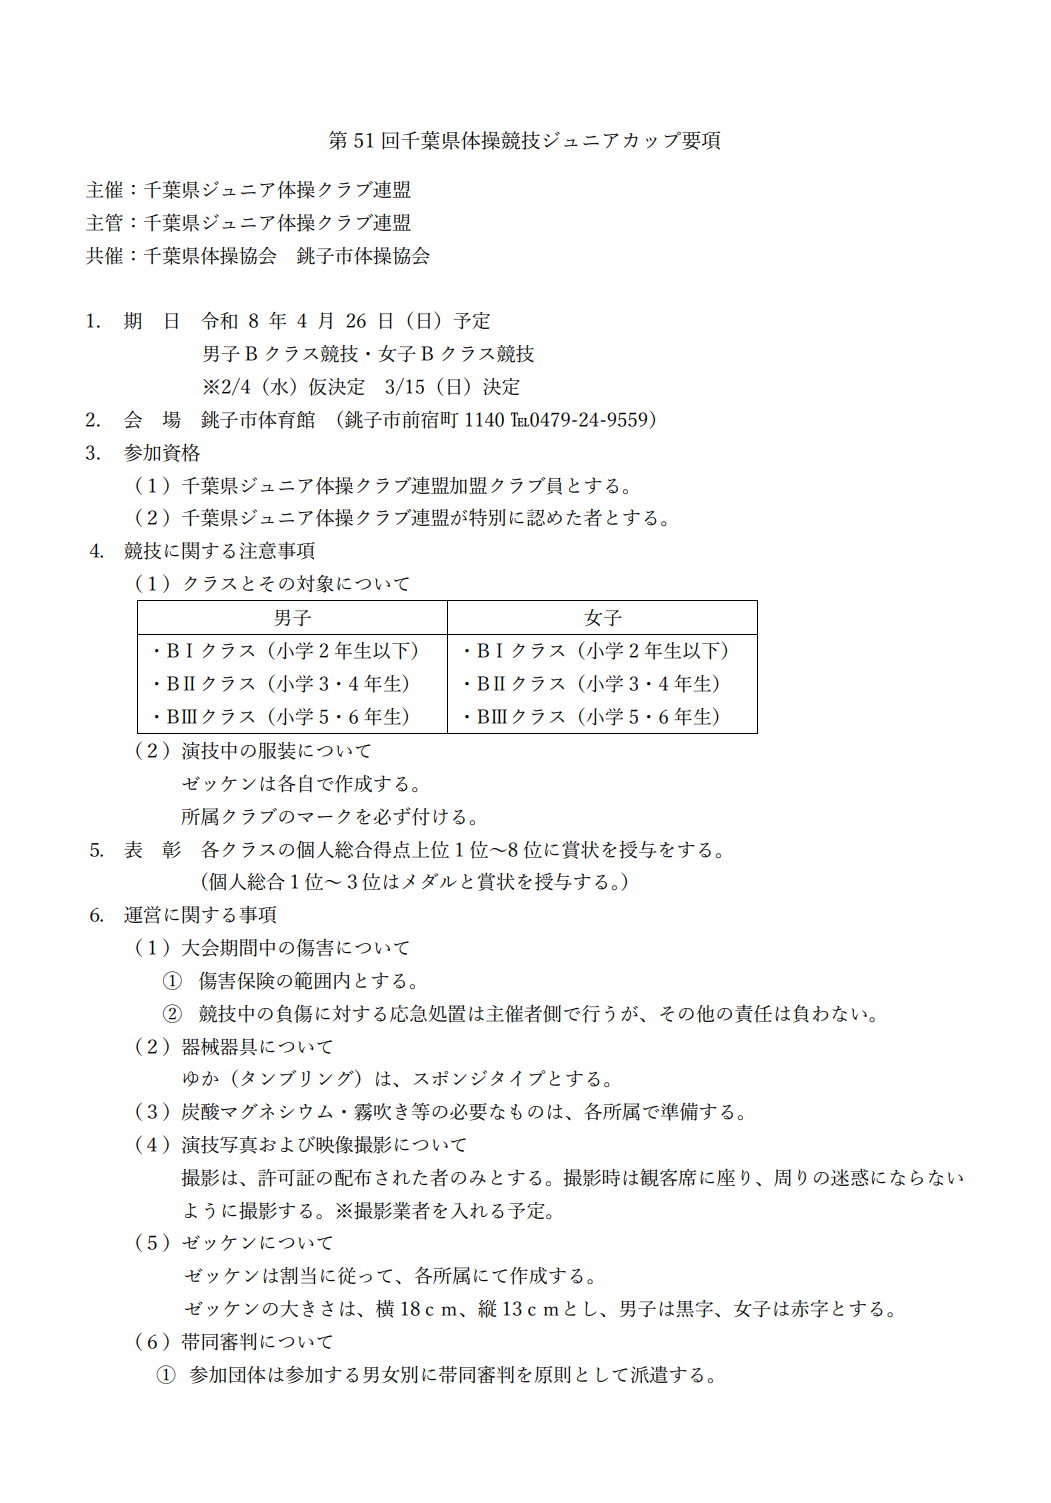 第 51 回千葉県体操競技ジュニアカップ要項
主催：千葉県ジュニア体操クラブ連盟
主管：千葉県ジュニア体操クラブ連盟
共催：千葉県体操協会　銚子市体操協会
1.　期　日　令和 8 年 4 月 26 日（日）予定
男子 B クラス競技・女子 B クラス競技
※2/4（水）仮決定　3/15（日）決定
2.　会　場　銚子市体育館　（銚子市前宿町 1140 ℡0479-24-9559）
3.　参加資格
（１）千葉県ジュニア体操クラブ連盟加盟クラブ員とする。
（２）千葉県ジュニア体操クラブ連盟が特別に認めた者とする。
4.　競技に関する注意事項
（１）クラスとその対象について
男子　女子
・BⅠクラス（小学 2 年生以下）　・BⅠクラス（小学 2 年生以下）
・BⅡクラス（小学 3・4 年生）　・BⅡクラス（小学 3・4 年生）
・BⅢクラス（小学 5・6 年生）　・BⅢクラス（小学 5・6 年生）
（２）演技中の服装について
ゼッケンは各自で作成する。
所属クラブのマークを必ず付ける。
5.　表　彰　各クラスの個人総合得点上位 1 位～8 位に賞状を授与をする。
（個人総合 1 位～３位はメダルと賞状を授与する。）
6.　運営に関する事項
（１）大会期間中の傷害について
①　傷害保険の範囲内とする。
②　競技中の負傷に対する応急処置は主催者側で行うが、その他の責任は負わない。
（２）器械器具について
ゆか（タンブリング）は、スポンジタイプとする。
（３）炭酸マグネシウム・霧吹き等の必要なものは、各所属で準備する。
（４）演技写真および映像撮影について
撮影は、許可証の配布された者のみとする。撮影時は観客席に座り、周りの迷惑にならない
ように撮影する。※撮影業者を入れる予定。
（５）ゼッケンについて
ゼッケンは割当に従って、各所属にて作成する。
ゼッケンの大きさは、横 18ｃｍ、縦 13ｃｍとし、男子は黒字、女子は赤字とする。
（６）帯同審判について
①　参加団体は参加する男女別に帯同審判を原則として派遣する。